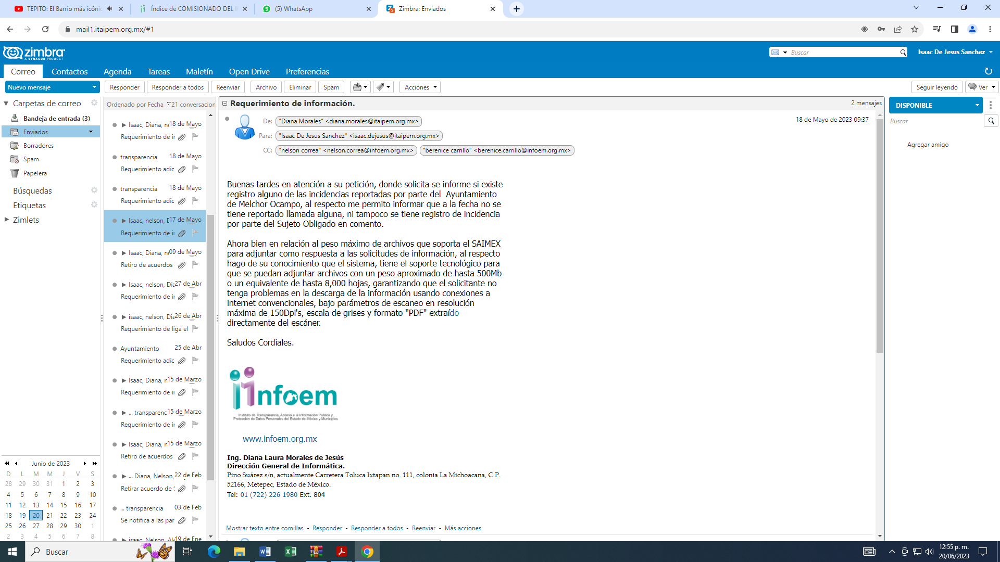 TEPITO: El Barrio más icónic
Índice de COMISIONADO DEL I
(5) WhatsApp
Zimbra: Enviados
mail1.itaipem.org.mx/#1
zimbra
A SYNACOR PRODUCT
Buscar
Isaac De Jesus Sanchez
Correo
Contactos
Agenda
Tareas
Maletín
Open Drive
Preferencias
Nuevo mensaje
Responder
Responder a todos
Reenviar
Archivo
Eliminar
Spam
Acciones
Seguir leyendo
Ver
Carpetas de correo
Bandeja de entrada (3)
Enviados
Borradores
Spam
Papelera
Búsquedas
Etiquetas
Zimlets
Ordenado por Fecha 21 conversacion
Isaac, Diana, n 18 de Mayo
Requerimiento de ir
transparencia 18 de Mayo
Requerimiento adic
transparencia 18 de Mayo
Requerimiento adic
Isaac, nelson, D 17 de Mayo
Requerimiento de ir
Isaac, Diana, n 09 de Mayo
Retiro de acuerdos
Isaac, nelson, Dia 27 de Abr
Requerimiento de ir
isaac, nelson, Dia 26 de Abr
Requerimiento de liga el
Ayuntamiento 25 de Abr
Requerimiento adic
Isaac, Diana, n 15 de Marzo
Requerimiento de ir
... transparenc 15 de Marzo
Requerimiento de ir
Isaac, Diana, n 15 de Marzo
Retiro de acuerdos
... Diana, Nelson, 22 de Feb
Retirar acuerdo de S
... transparencia 03 de Feb
Se notifica a las par
isaac, Nelson, Ale 19 de Ene
Requerimiento de información.
2 mensajes
De: "Diana Morales" <diana.morales@itaipem.org.mx>
18 de Mayo de 2023 09:37
Para: "Isaac De Jesus Sanchez" <isaac.dejesus@itaipem.org.mx>
CC: "nelson correa" <nelson.correa@infoem.org.mx> "berenice carrillo" <berenice.carrillo@infoem.org.mx>
Buenas tardes en atención a su petición, donde solicita se informe si existe
registro alguno de las incidencias reportadas por parte del  Ayuntamiento
de Melchor Ocampo, al respecto me permito informar que a la fecha no se
tiene reportado llamada alguna, ni tampoco se tiene registro de incidencia
por parte del Sujeto Obligado en comento.
Ahora bien en relación al peso máximo de archivos que soporta el SAIMEX
para adjuntar como respuesta a las solicitudes de información, al respecto
hago de su conocimiento que el sistema, tiene el soporte tecnológico para
que se puedan adjuntar archivos con un peso aproximado de hasta 500Mb
o un equivalente de hasta 8,000 hojas, garantizando que el solicitante no
tenga problemas en la descarga de la información usando conexiones a
internet convencionales, bajo parámetros de escaneo en resolución
máxima de 150Dpi's, escala de grises y formato "PDF" extraído
directamente del escáner.
Saludos Cordiales.
infoem
Instituto de Transparencia, Acceso a la Información Pública y
Protección de Datos Personales del Estado de México y Municipios
www.infoem.org.mx
Ing. Diana Laura Morales de Jesús
Dirección General de Informática.
Pino Suárez s/n, actualmente Carretera Toluca Ixtapan no. 111, colonia La Michoacana, C.P.
52166, Metepec, Estado de México.
Tel: 01 (722) 226 1980 Ext. 804
Mostrar texto entre comillas - Responder - Responder a todos - Reenviar - Más acciones
DISPONIBLE
Buscar
Agregar amigo
Junio de 2023
D L M M J V S
28 29 30 31 1 2 3
4 5 6 7 8 9 10
11 12 13 14 15 16 17
18 19 20 21 22 23 24
25 26 27 28 29 30 1
2 3 4 5 6 7 8
Buscar
12:55 p. m.
20/06/2023